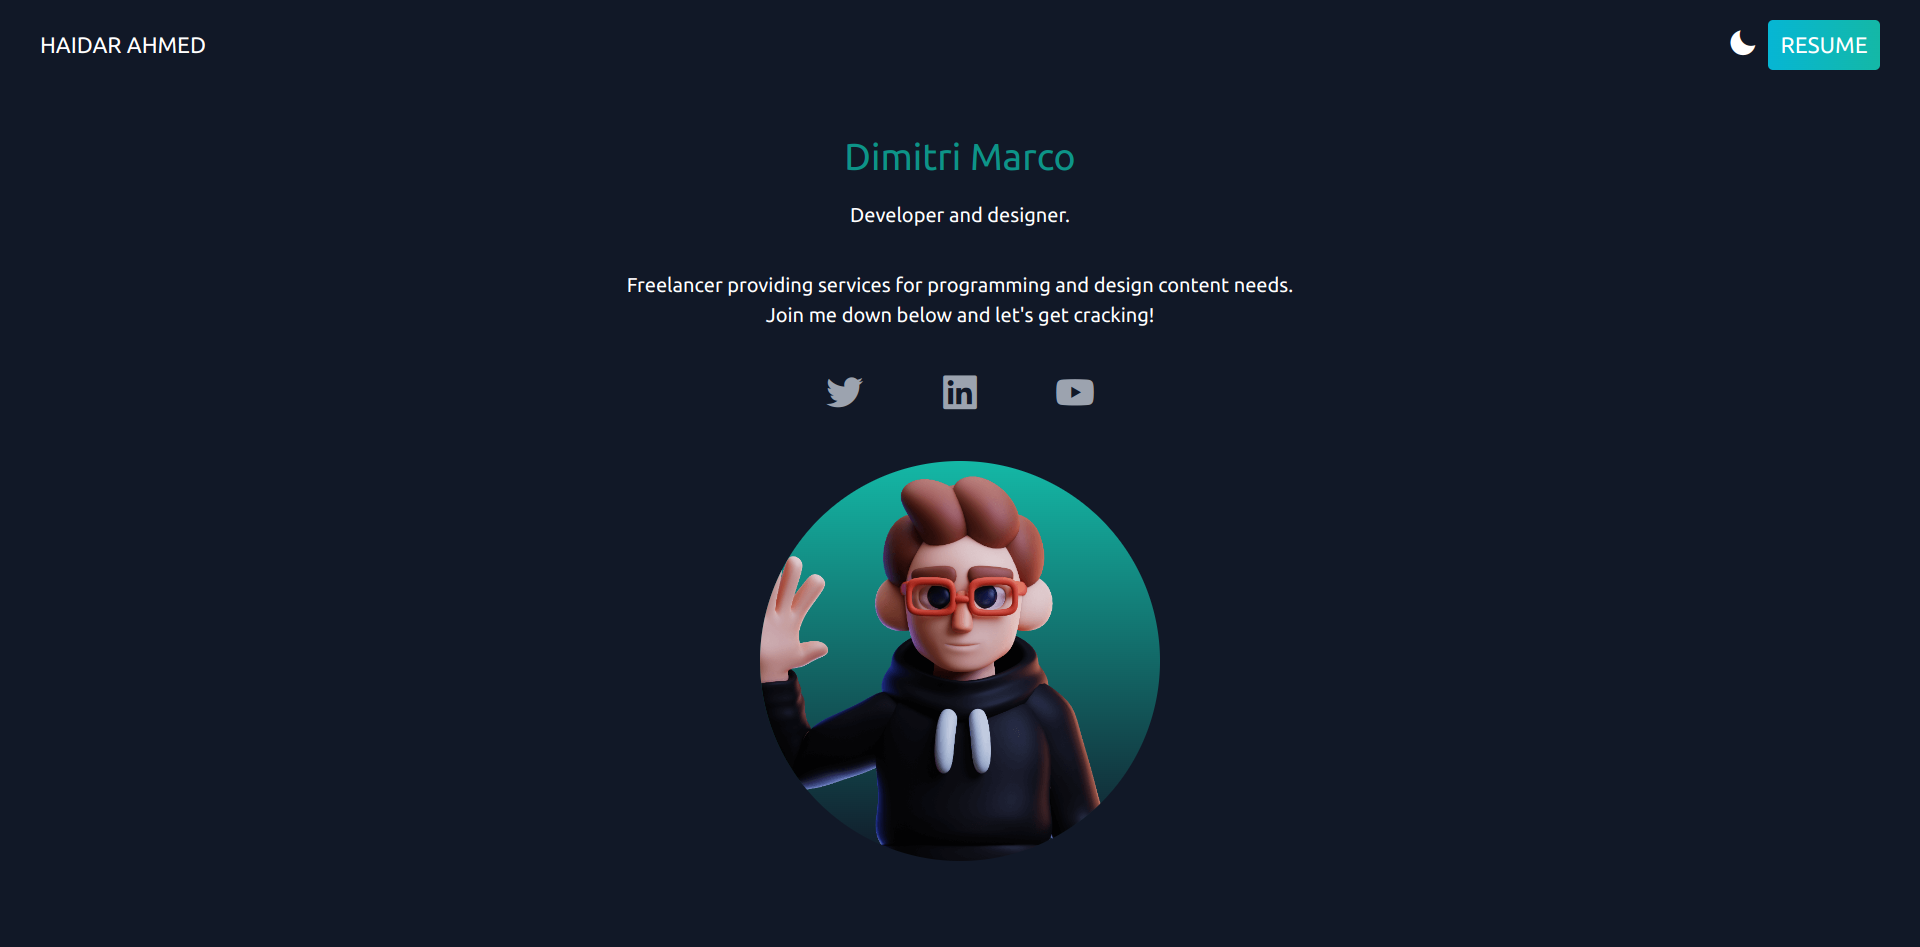 HAIDAR AHMED
RESUME
Dimitri Marco
Developer and designer.
Freelancer providing services for programming and design content needs.
Join me down below and let's get cracking!
in